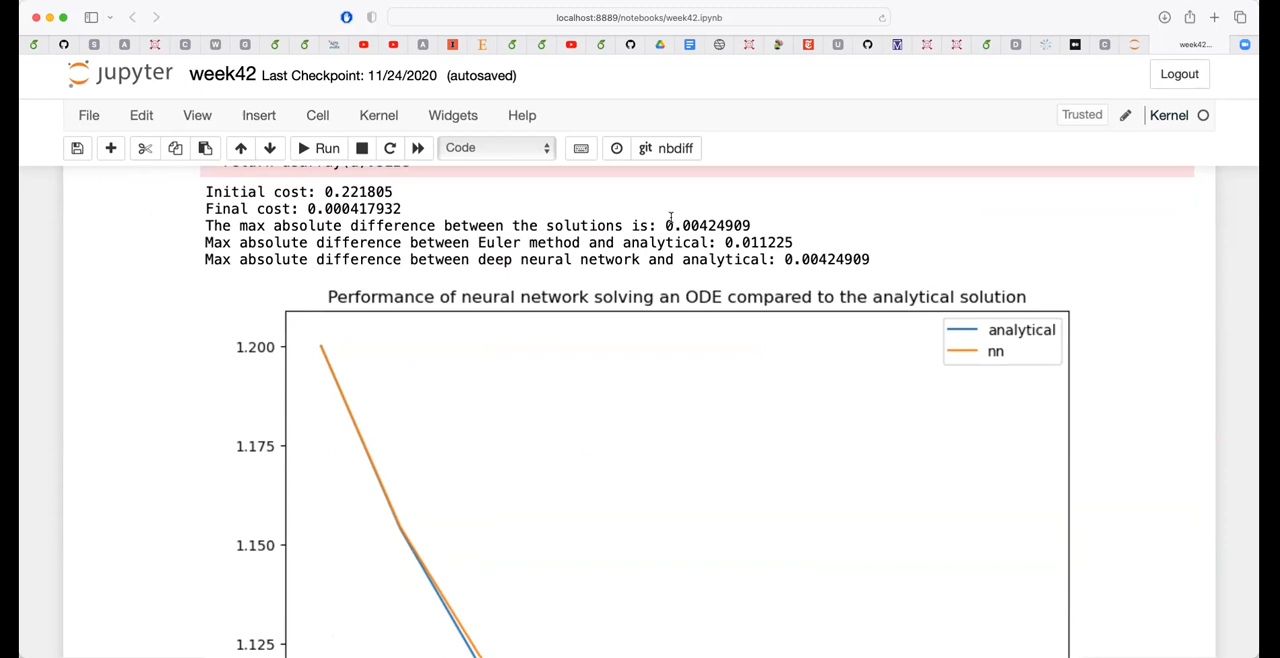 localhost:8889/notebooks/week42.ipynb
week42...
jupyter week42 Last Checkpoint: 11/24/2020 (autosaved)
Logout
File Edit View Insert Cell Kernel Widgets Help
Trusted Kernel
Run Code git nbdiff
Initial cost: 0.221805
Final cost: 0.000417932
The max absolute difference between the solutions is: 0.00424909
Max absolute difference between Euler method and analytical: 0.011225
Max absolute difference between deep neural network and analytical: 0.00424909
Performance of neural network solving an ODE compared to the analytical solution
analytical
nn
1.200
1.175
1.150
1.125